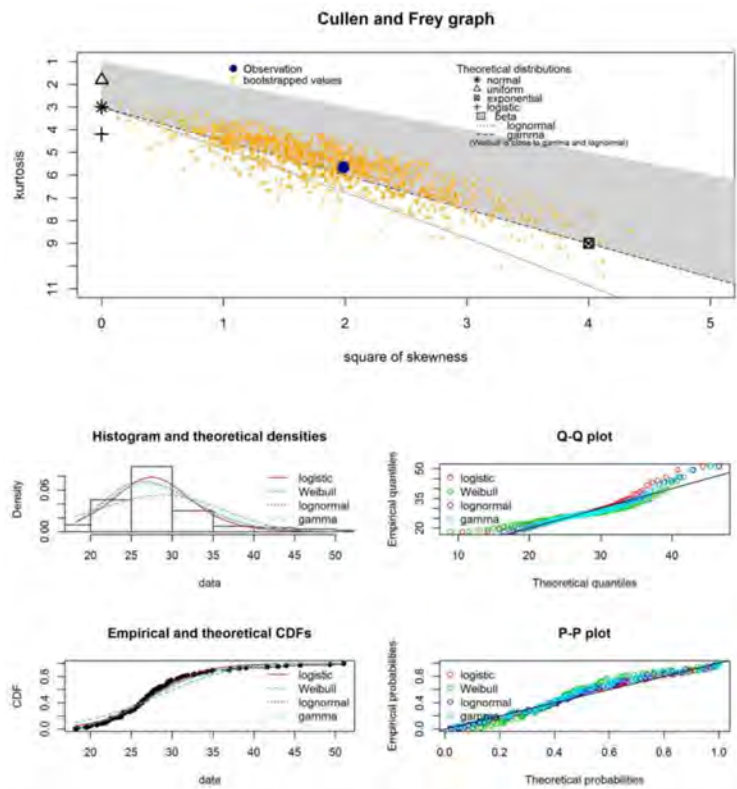 Cullen and Frey graph
kurtosis
1
2
3
4
5
6
7
8
9
11
Observation
bootstrapped values
Theoretical distributions
normal
uniform
exponential
logistic
beta
lognormal
gamma
(Weibull is close to gamma and lognormal)
0 1 2 3 4 5
square of skewness
Histogram and theoretical densities
Density
0.06
0.00
logistic
Weibull
lognormal
gamma
20 25 30 35 40 45 50
data
Q-Q plot
Empirical quantiles
50
35
20
logistic
Weibull
lognormal
gamma
10 20 30 40
Theoretical quantiles
Empirical and theoretical CDFs
CDF
0.8
0.4
0.0
logistic
Weibull
lognormal
gamma
20 25 30 35 40 45 50
data
P-P plot
Empirical probabilities
0.8
0.4
0.0
logistic
Weibull
lognormal
gamma
0.0 0.2 0.4 0.6 0.8 1.0
Theoretical probabilities